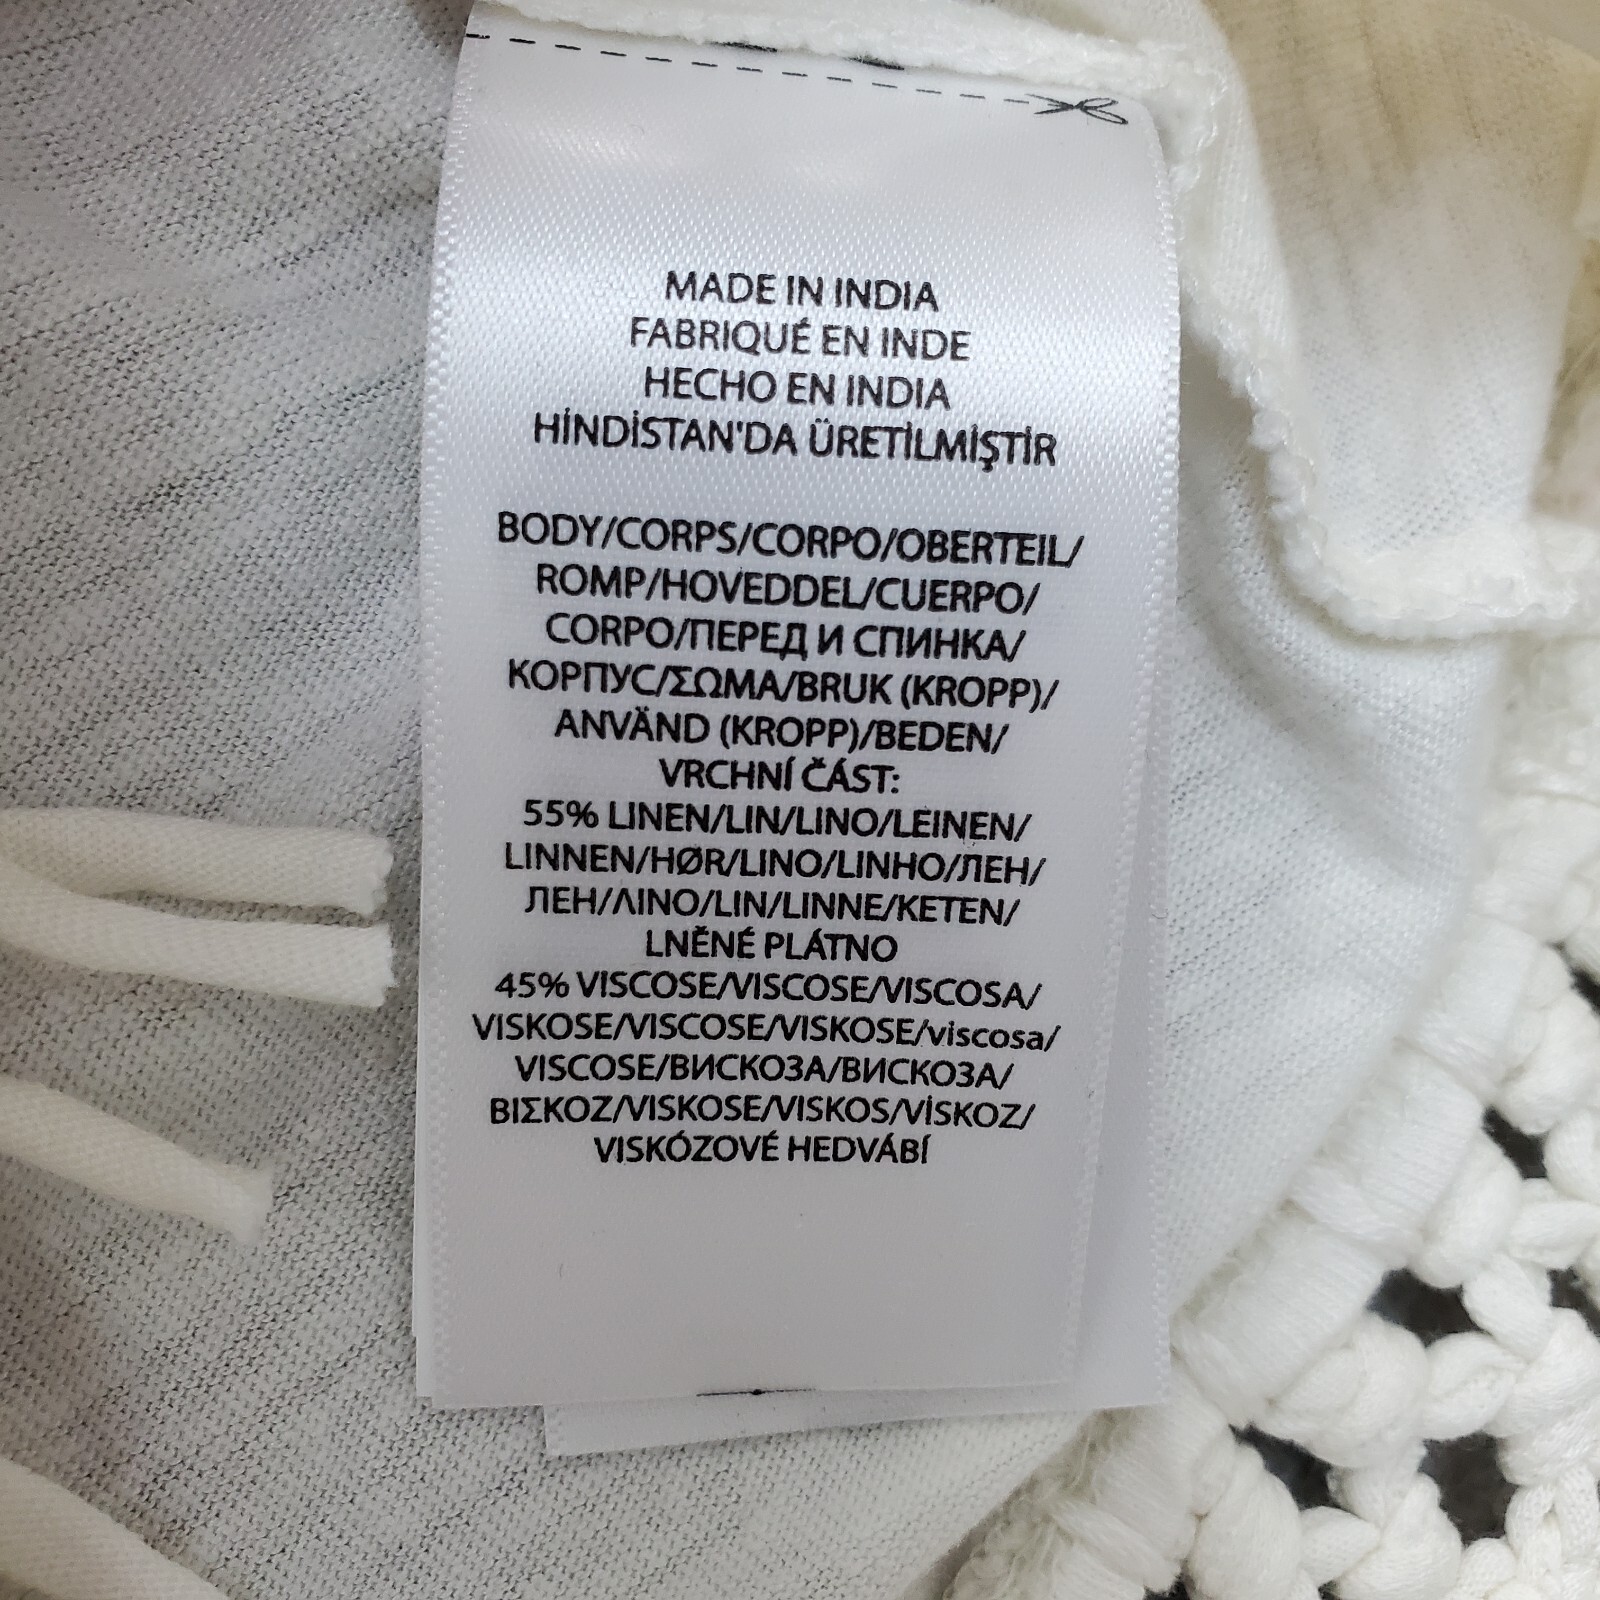 MADE IN INDIA
FABRIQUÉ EN INDE
HECHO EN INDIA
HİNDİSTAN'DA ÜRETİLMİŞTİR
BODY/CORPS/CORPO/OBERTEIL/
ROMP/HOVEDDEL/CUERPO/
CORPO/ПЕРЕД И СПИНКА/
КОРПУС/ΣΩΜΑ/BRUK (KROPP)/
ANVÄND (KROPP)/BEDEN/
VRCHNÍ ČÁST:
55% LINEN/LIN/LINO/LEINEN/
LINNEN/HØR/LINO/LINHO/ЛЕН/
ЛЕН/ΛΙΝΟ/LIN/LINNE/KETEN/
LNĚNÉ PLÁTNO
45% VISCOSE/VISCOSE/VISCOSA/
VISKOSE/VISCOSE/VISKOSE/viscosa/
VISCOSE/ВИСКОЗА/ВИСКОЗА/
ΒΙΣΚΟΖ/VISKOSE/VISKOS/VİSKOZ/
VISKÓZOVÉ HEDVÁBÍ